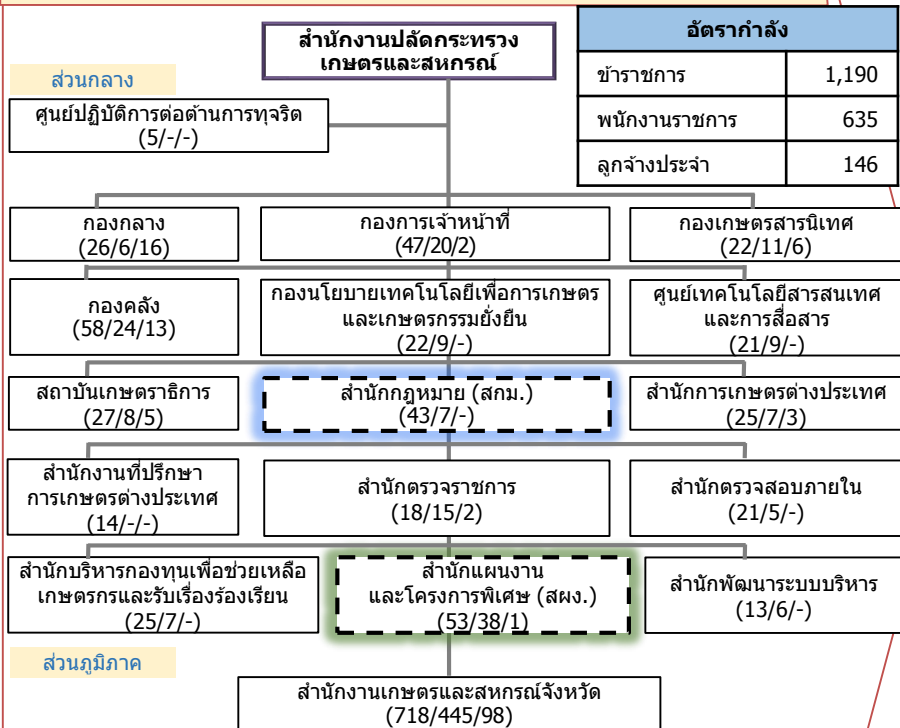 สำนักงานปลัดกระทรวง
เกษตรและสหกรณ์
อัตรากำลัง
ข้าราชการ 1,190
พนักงานราชการ 635
ลูกจ้างประจำ 146
ส่วนกลาง
ศูนย์ปฏิบัติการต่อต้านการทุจริต
(5/-/-)
กองกลาง
(26/6/16)
กองการเจ้าหน้าที่
(47/20/2)
กองเกษตรสารนิเทศ
(22/11/6)
กองคลัง
(58/24/13)
กองนโยบายเทคโนโลยีเพื่อการเกษตร
และเกษตรกรรมยั่งยืน
(22/9/-)
ศูนย์เทคโนโลยีสารสนเทศ
และการสื่อสาร
(21/9/-)
สถาบันเกษตราธิการ
(27/8/5)
สำนักกฎหมาย (สกม.)
(43/7/-)
สำนักการเกษตรต่างประเทศ
(25/7/3)
สำนักงานที่ปรึกษา
การเกษตรต่างประเทศ
(14/-/-)
สำนักตรวจราชการ
(18/15/2)
สำนักตรวจสอบภายใน
(21/5/-)
สำนักบริหารกองทุนเพื่อช่วยเหลือ
เกษตรกรและรับเรื่องร้องเรียน
(25/7/-)
สำนักแผนงาน
และโครงการพิเศษ (สผง.)
(53/38/1)
สำนักพัฒนาระบบบริหาร
(13/6/-)
ส่วนภูมิภาค
สำนักงานเกษตรและสหกรณ์จังหวัด
(718/445/98)